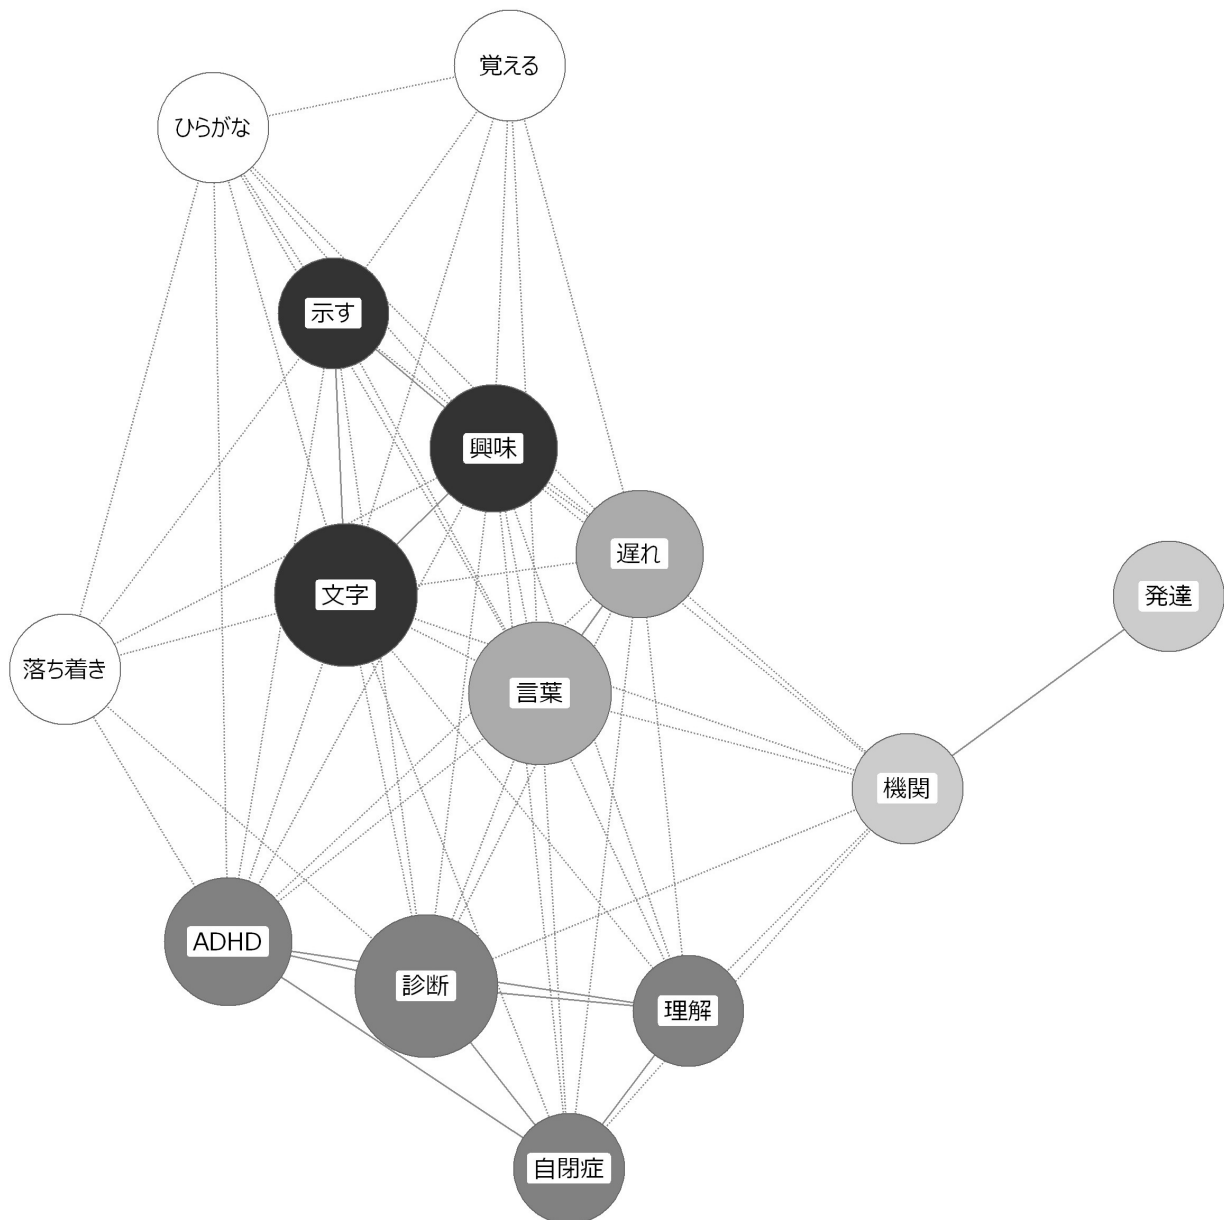 覚える
ひらがな
示す
興味
遅れ
文字
発達
落ち着き
言葉
機関
ADHD
診断
理解
自閉症